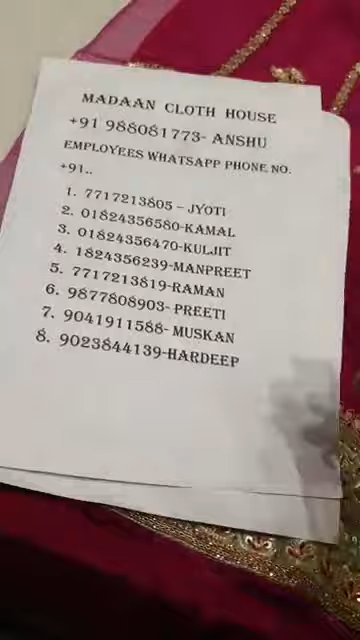 MADAAN CLOTH HOUSE
+91 988081773- ANSHU
EMPLOYEES WHATSAPP PHONE NO.
+91..
1. 7717213805 – JYOTI
2. 01824356580-KAMAL
3. 01824356470-KULJIT
4. 1824356239-MANPREET
5. 7717213819-RAMAN
6. 9877808903- PREETI
7. 9041911588- MUSKAN
8. 9023844139-HARDEEP